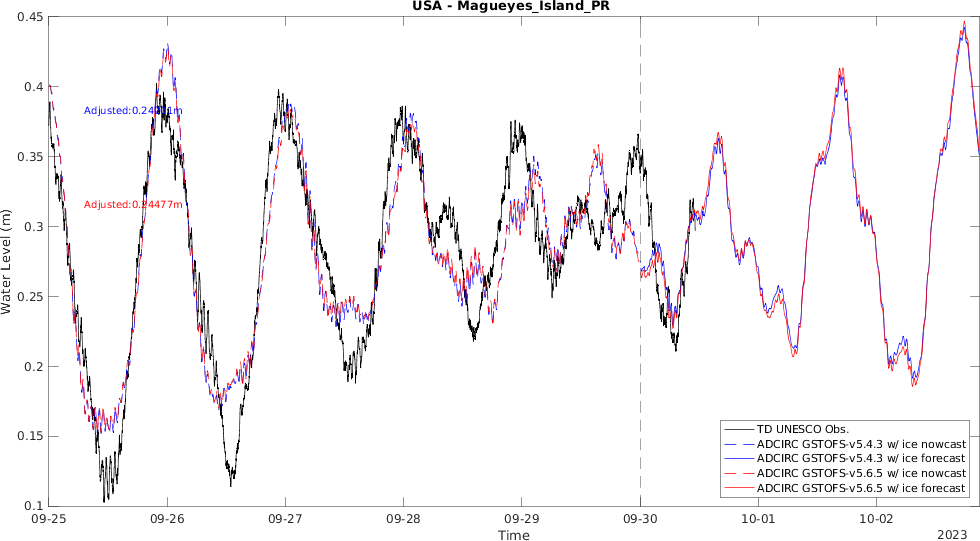 USA - Magueyes_Island_PR
0.45
0.4
0.35
0.3
0.25
0.2
0.15
0.1
Water Level (m)
Adjusted:0.24477m
TD UNESCO Obs.
ADCIRC GSTOFS-v5.4.3 w/ ice nowcast
ADCIRC GSTOFS-v5.4.3 w/ ice forecast
ADCIRC GSTOFS-v5.6.5 w/ ice nowcast
ADCIRC GSTOFS-v5.6.5 w/ ice forecast
09-25 09-26 09-27 09-28 09-29 09-30 10-01 10-02
Time
2023